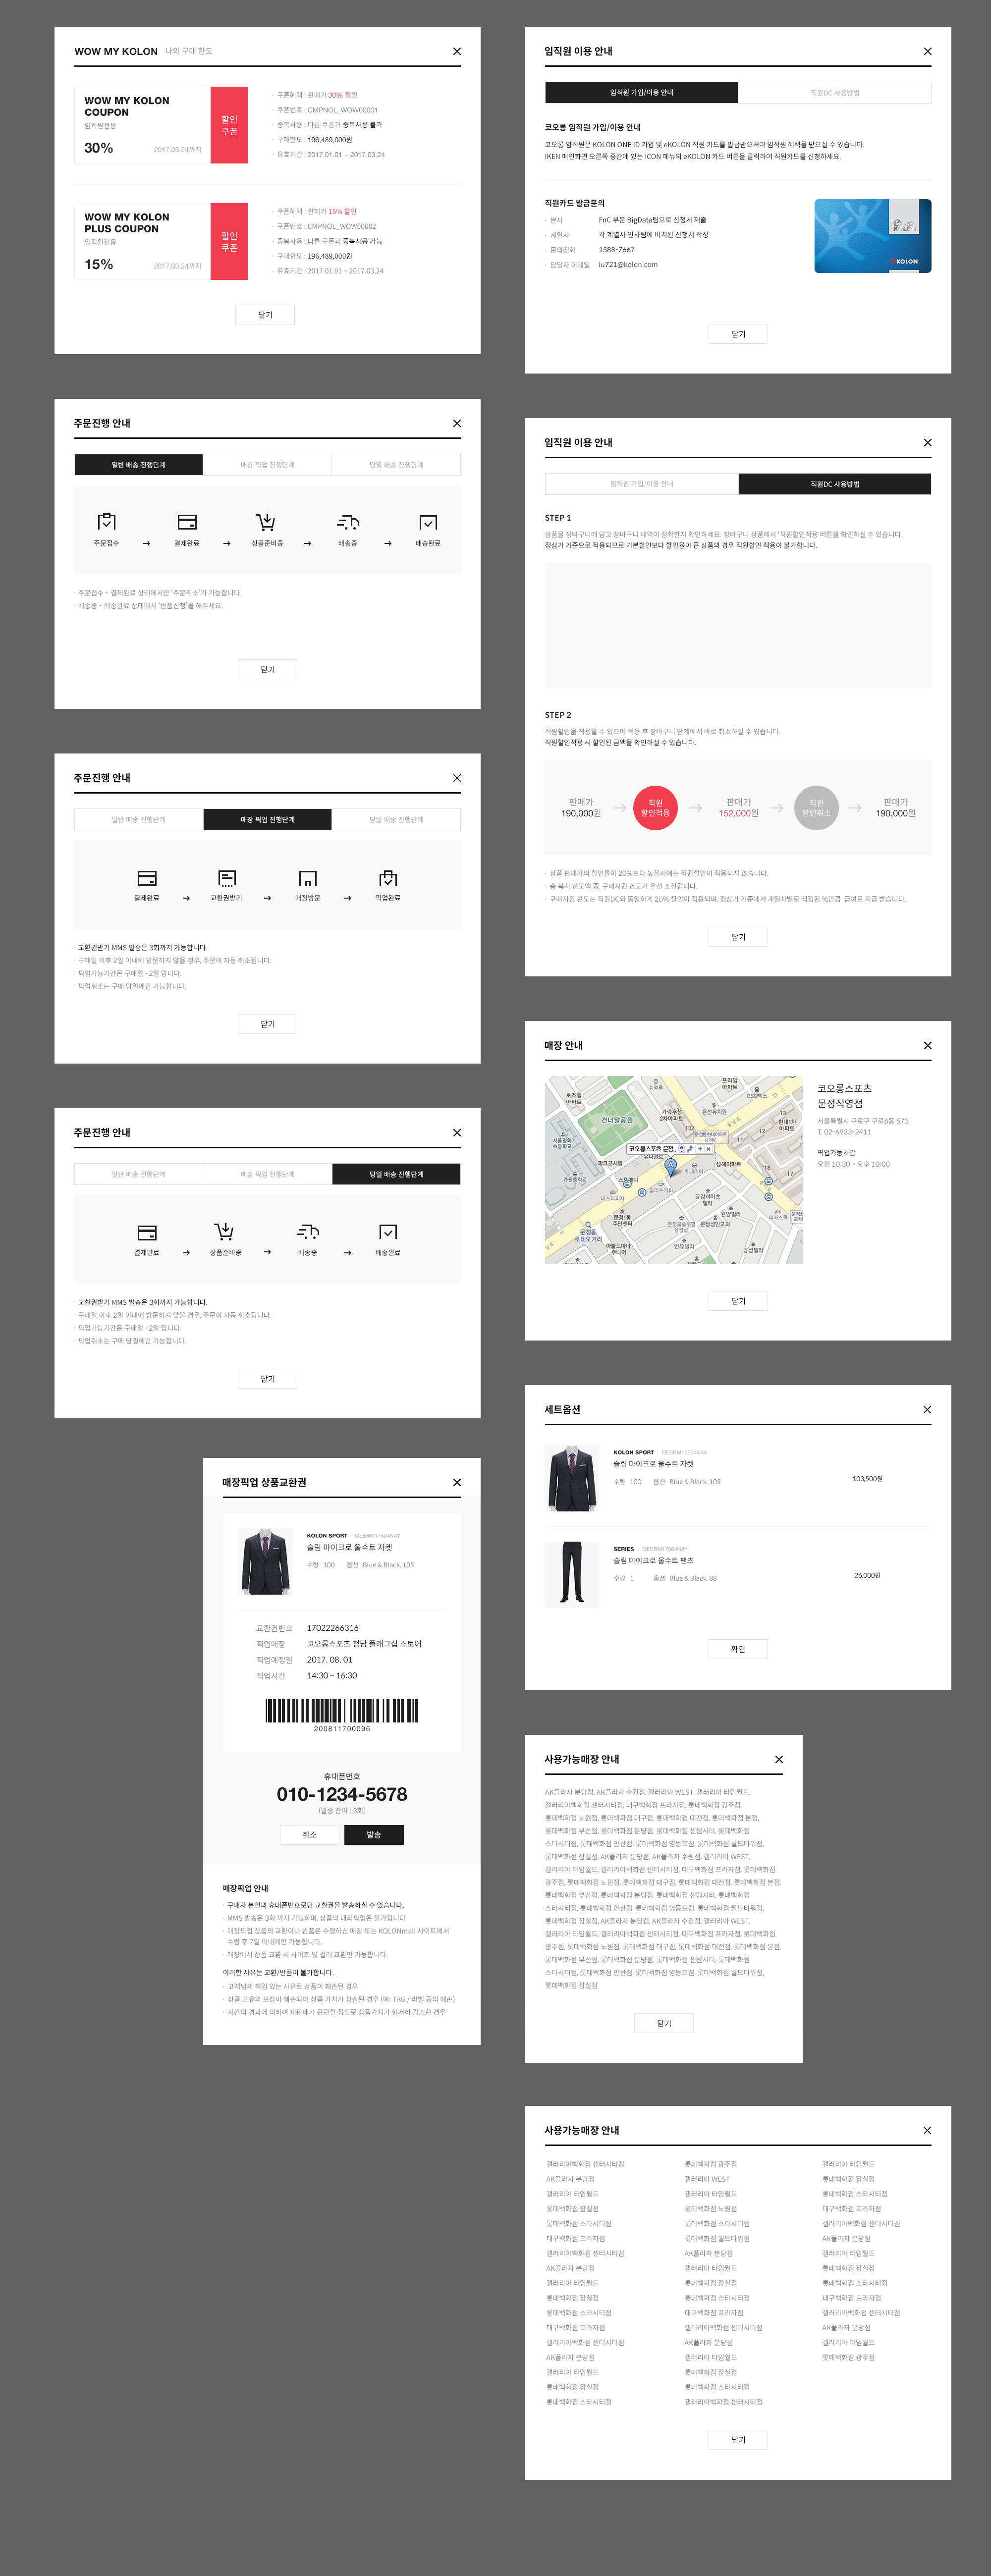 WOW MY KOLON 나의 구매 한도
WOW MY KOLON
COUPON
임직원전용
30%
2017.03.24까지
할인
쿠폰
· 쿠폰혜택 : 판매가 30% 할인
· 쿠폰번호 : CMPNOL_WOW00001
· 중복사용 : 다른 쿠폰과 중복사용 불가
· 구매한도 : 196,489,000원
· 유효기간 : 2017.01.01 ~ 2017.03.24
WOW MY KOLON
PLUS COUPON
임직원전용
15%
2017.03.24까지
할인
쿠폰
· 쿠폰혜택 : 판매가 15% 할인
· 쿠폰번호 : CMPNOL_WOW00002
· 중복사용 : 다른 쿠폰과 중복사용 가능
· 구매한도 : 196,489,000원
· 유효기간 : 2017.01.01 ~ 2017.03.24
닫기
주문진행 안내
일반 배송 진행단계
매장 픽업 진행단계
당일 배송 진행단계
주문접수
결제완료
상품준비중
배송중
배송완료
· 주문접수 ~ 결제완료 상태에서만 '주문취소'가 가능합니다.
· 배송중 ~ 배송완료 상태에서 '반품신청'을 해주세요.
닫기
주문진행 안내
일반 배송 진행단계
매장 픽업 진행단계
당일 배송 진행단계
결제완료
교환권받기
매장방문
픽업완료
· 교환권받기 MMS 발송은 3회까지 가능합니다.
· 구매일 이후 2일 이내에 방문하지 않을 경우, 주문이 자동 취소됩니다.
· 픽업가능기간은 구매일 +2일 입니다.
· 픽업취소는 구매 당일에만 가능합니다.
닫기
주문진행 안내
일반 배송 진행단계
매장 픽업 진행단계
당일 배송 진행단계
결제완료
상품준비중
배송중
배송완료
· 교환권받기 MMS 발송은 3회까지 가능합니다.
· 구매일 이후 2일 이내에 방문하지 않을 경우, 주문이 자동 취소됩니다.
· 픽업가능기간은 구매일 +2일 입니다.
· 픽업취소는 구매 당일에만 가능합니다.
닫기
매장픽업 상품교환권
KOLON SPORT QEBBM17504NAY
슬림 마이크로 울수트 자켓
수량 100 옵션 Blue & Black, 105
교환권번호 17022266316
픽업매장 코오롱스포츠 청담 플래그십 스토어
픽업예정일 2017. 08. 01
픽업시간 14:30 ~ 16:30
200811700096
휴대폰번호
010-1234-5678
(발송 잔여 : 3회)
취소
발송
매장픽업 안내
· 구매자 본인의 휴대폰번호로만 교환권을 발송하실 수 있습니다.
· MMS 발송은 3회 까지 가능하며, 상품의 대리픽업은 불가합니다
· 매장픽업 상품의 교환이나 반품은 수령하신 매장 또는 KOLONmall 사이트에서
수령 후 7일 이내에만 가능합니다.
· 매장에서 상품 교환 시 사이즈 및 컬러 교환만 가능합니다.
이러한 사유는 교환/반품이 불가합니다.
· 고객님의 책임 있는 사유로 상품이 훼손된 경우
· 상품 고유의 포장이 훼손되어 상품 가치가 상실된 경우 (예: TAG / 라벨 등의 훼손)
· 시간의 경과에 의하여 재판매가 곤란할 정도로 상품가치가 현저히 감소한 경우
임직원 이용 안내
임직원 가입/이용 안내
직원DC 사용방법
코오롱 임직원 가입/이용 안내
코오롱 임직원은 KOLON ONE ID 가입 및 eKOLON 직원 카드를 발급받으셔야 임직원 혜택을 받으실 수 있습니다.
IKEN 메인화면 오른쪽 중간에 있는 ICON 메뉴의 eKOLON 카드 버튼을 클릭하여 직원카드를 신청하세요.
직원카드 발급문의
· 본사 FnC 부문 BigData팀으로 신청서 제출
· 계열사 각 계열사 인사팀에 비치된 신청서 작성
· 문의전화 1588-7667
· 담당자 이메일 iu721@kolon.com
KOLON
닫기
임직원 이용 안내
임직원 가입/이용 안내
직원DC 사용방법
STEP 1
상품을 장바구니에 담고 장바구니 내역이 정확한지 확인하세요. 장바구니 상품에서 '직원할인적용'버튼을 확인하실 수 있습니다.
정상가 기준으로 적용되므로 기본할인보다 할인율이 큰 상품의 경우 직원할인 적용이 불가합니다.
STEP 2
직원할인을 적용할 수 있으며 적용 후 장바구니 단계에서 바로 취소하실 수 있습니다.
직원할인적용 시 할인된 금액을 확인하실 수 있습니다.
판매가
190,000원
직원
할인적용
판매가
152,000원
직원
할인취소
판매가
190,000원
· 상품 판매가의 할인률이 20%보다 높을시에는 직원할인이 적용되지 않습니다.
· 총 복지 한도액 중, 구매지원 한도가 우선 소진됩니다.
· 구매지원 한도는 직원DC와 동일하게 20% 할인이 적용되며, 정상가 기준에서 계열사별로 책정된 %만큼 급여로 지급 받습니다.
닫기
매장 안내
건너말공원
코오롱스포츠 문정..
코오롱스포츠
문정직영점
서울특별시 구로구 구로6동 573
T. 02-6923-2411
픽업가능시간
오전 10:30 ~ 오후 10:00
닫기
세트옵션
KOLON SPORT QEBBM17504NAY
슬림 마이크로 울수트 자켓
수량 100 옵션 Blue & Black, 105
103,500원
SERIES QEBBM17504NAY
슬림 마이크로 울수트 팬츠
수량 1 옵션 Blue & Black, 88
26,000원
확인
사용가능매장 안내
AK플라자 분당점, AK플라자 수원점, 갤러리아 WEST, 갤러리아 타임월드,
갤러리아백화점 센터시티점, 대구백화점 프라자점, 롯데백화점 광주점,
롯데백화점 노원점, 롯데백화점 대구점, 롯데백화점 대전점, 롯데백화점 본점,
롯데백화점 부산점, 롯데백화점 분당점, 롯데백화점 센텀시티, 롯데백화점
스타시티점, 롯데백화점 안산점, 롯데백화점 영등포점, 롯데백화점 월드타워점,
롯데백화점 잠실점, AK플라자 분당점, AK플라자 수원점, 갤러리아 WEST,
갤러리아 타임월드, 갤러리아백화점 센터시티점, 대구백화점 프라자점, 롯데백화점
광주점, 롯데백화점 노원점, 롯데백화점 대구점, 롯데백화점 대전점, 롯데백화점 본점,
롯데백화점 부산점, 롯데백화점 분당점, 롯데백화점 센텀시티, 롯데백화점
스타시티점, 롯데백화점 안산점, 롯데백화점 영등포점, 롯데백화점 월드타워점,
롯데백화점 잠실점, AK플라자 분당점, AK플라자 수원점, 갤러리아 WEST,
갤러리아 타임월드, 갤러리아백화점 센터시티점, 대구백화점 프라자점, 롯데백화점
광주점, 롯데백화점 노원점, 롯데백화점 대구점, 롯데백화점 대전점, 롯데백화점 본점,
롯데백화점 부산점, 롯데백화점 분당점, 롯데백화점 센텀시티, 롯데백화점
스타시티점, 롯데백화점 안산점, 롯데백화점 영등포점, 롯데백화점 월드타워점,
롯데백화점 잠실점
닫기
사용가능매장 안내
갤러리아백화점 센터시티점
AK플라자 분당점
갤러리아 타임월드
롯데백화점 잠실점
롯데백화점 스타시티점
대구백화점 프라자점
갤러리아백화점 센터시티점
AK플라자 분당점
갤러리아 타임월드
롯데백화점 잠실점
롯데백화점 스타시티점
대구백화점 프라자점
갤러리아백화점 센터시티점
AK플라자 분당점
갤러리아 타임월드
롯데백화점 잠실점
롯데백화점 스타시티점
롯데백화점 광주점
갤러리아 WEST
갤러리아 타임월드
롯데백화점 노원점
롯데백화점 스타시티점
롯데백화점 월드타워점
AK플라자 분당점
갤러리아 타임월드
롯데백화점 잠실점
롯데백화점 스타시티점
대구백화점 프라자점
갤러리아백화점 센터시티점
AK플라자 분당점
갤러리아 타임월드
롯데백화점 잠실점
롯데백화점 스타시티점
갤러리아백화점 센터시티점
갤러리아 타임월드
롯데백화점 잠실점
롯데백화점 스타시티점
대구백화점 프라자점
갤러리아백화점 센터시티점
AK플라자 분당점
갤러리아 타임월드
롯데백화점 잠실점
롯데백화점 스타시티점
대구백화점 프라자점
갤러리아백화점 센터시티점
AK플라자 분당점
갤러리아 타임월드
롯데백화점 광주점
닫기